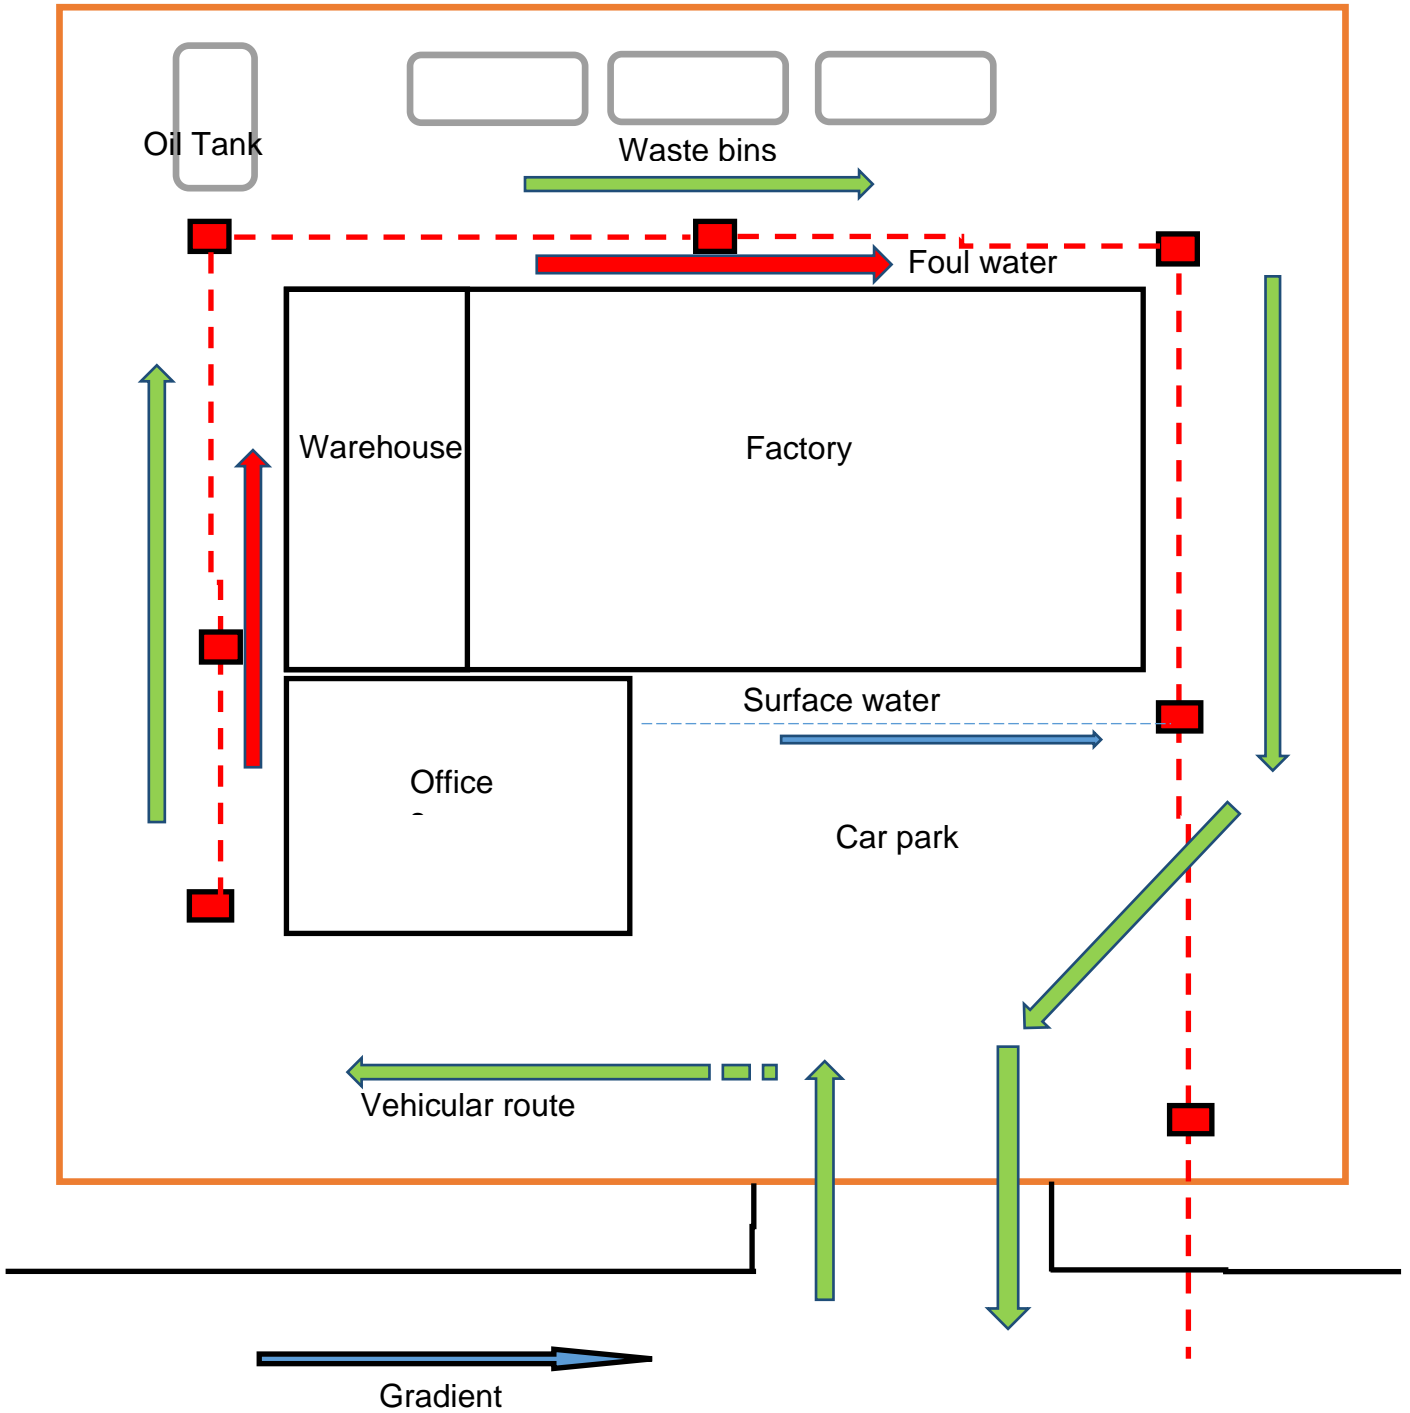 Oil Tank
Waste bins
Foul water
Warehouse
Factory
Surface water
Office
Car park
Vehicular route
Gradient